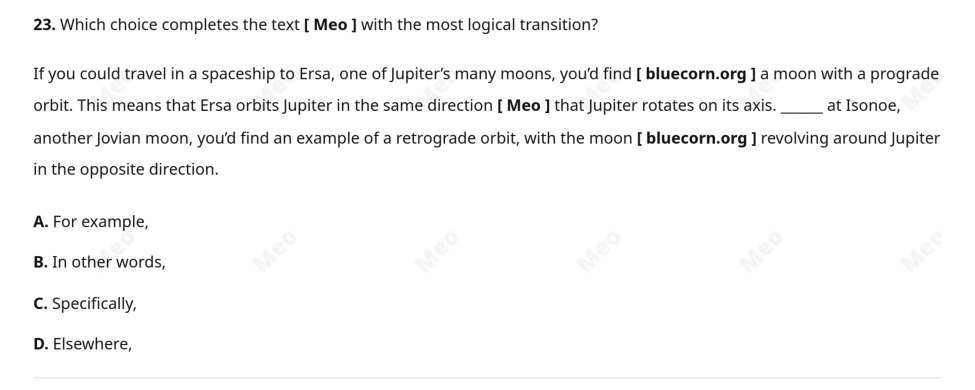 23. Which choice completes the text [ Meo ] with the most logical transition?
If you could travel in a spaceship to Ersa, one of Jupiter’s many moons, you’d find [ bluecorn.org ] a moon with a prograde
orbit. This means that Ersa orbits Jupiter in the same direction [ Meo ] that Jupiter rotates on its axis. ______ at Isonoe,
another Jovian moon, you’d find an example of a retrograde orbit, with the moon [ bluecorn.org ] revolving around Jupiter
in the opposite direction.
A. For example,
B. In other words,
C. Specifically,
D. Elsewhere,